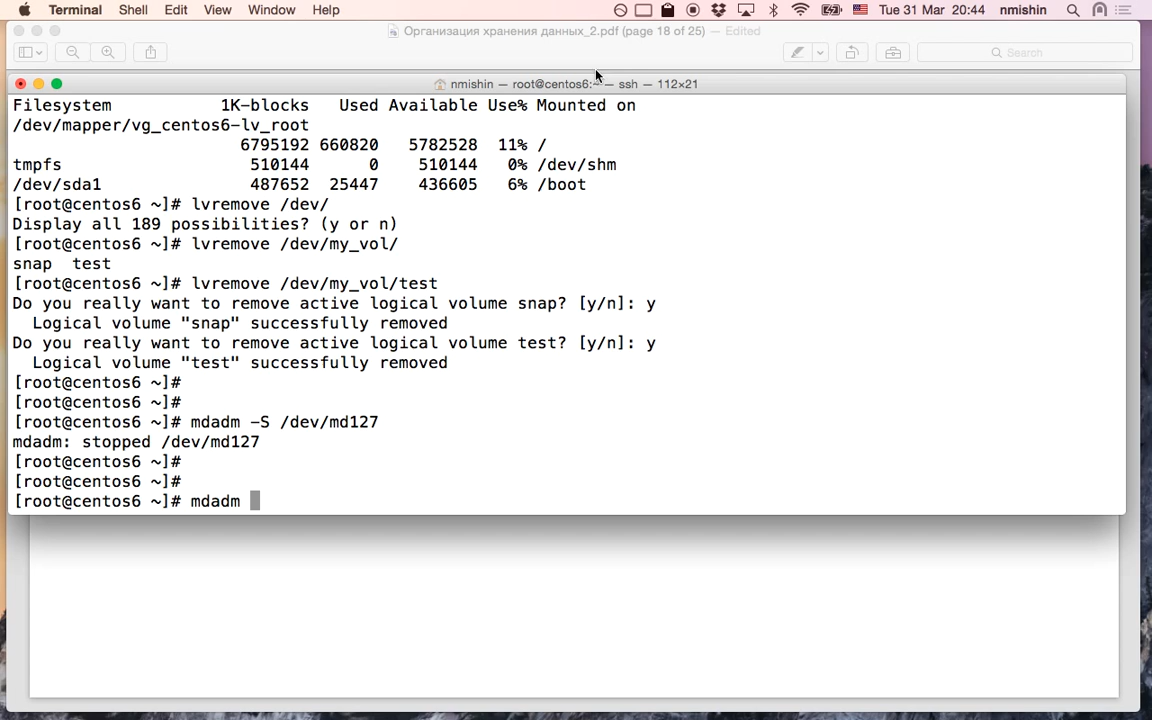 Terminal Shell Edit View Window Help Tue 31 Mar 20:44 nmishin
Организация хранения данных_2.pdf (page 18 of 25) — Edited
Search
nmishin — root@centos6:~ — ssh — 112×21
Filesystem 1K-blocks Used Available Use% Mounted on
/dev/mapper/vg_centos6-lv_root
6795192 660820 5782528 11% /
tmpfs 510144 0 510144 0% /dev/shm
/dev/sda1 487652 25447 436605 6% /boot
[root@centos6 ~]# lvremove /dev/
Display all 189 possibilities? (y or n)
[root@centos6 ~]# lvremove /dev/my_vol/
snap test
[root@centos6 ~]# lvremove /dev/my_vol/test
Do you really want to remove active logical volume snap? [y/n]: y
Logical volume "snap" successfully removed
Do you really want to remove active logical volume test? [y/n]: y
Logical volume "test" successfully removed
[root@centos6 ~]#
[root@centos6 ~]#
[root@centos6 ~]# mdadm -S /dev/md127
mdadm: stopped /dev/md127
[root@centos6 ~]#
[root@centos6 ~]#
[root@centos6 ~]# mdadm